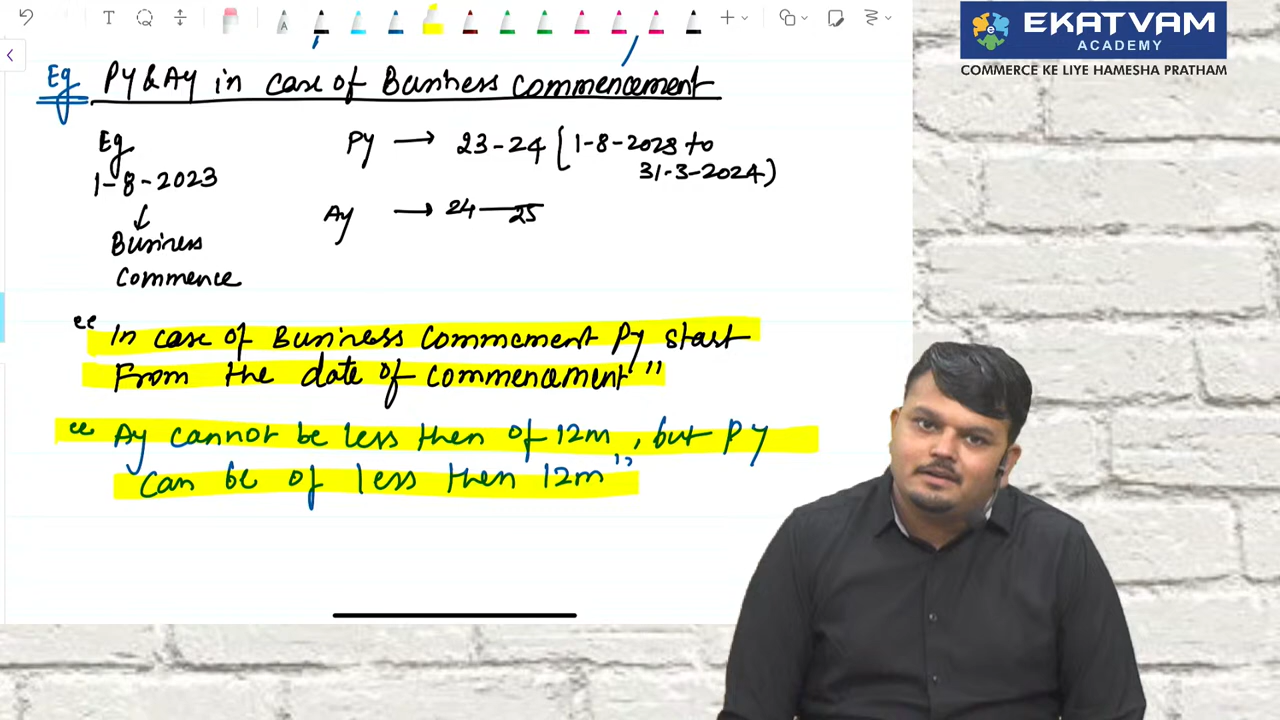 EKATVAM
ACADEMY
COMMERCE KE LIYE HAMESHA PRATHAM
Eg PY & AY in case of Business commencement
Eg
1-8-2023
Business
Commence
PY → 23-24 (1-8-2023 to
31-3-2024)
Ay → 24-25
"In case of Business Commement Py start
From the date of commencement"
"Ay cannot be less then of 12m, but PY
can be of less then 12m"